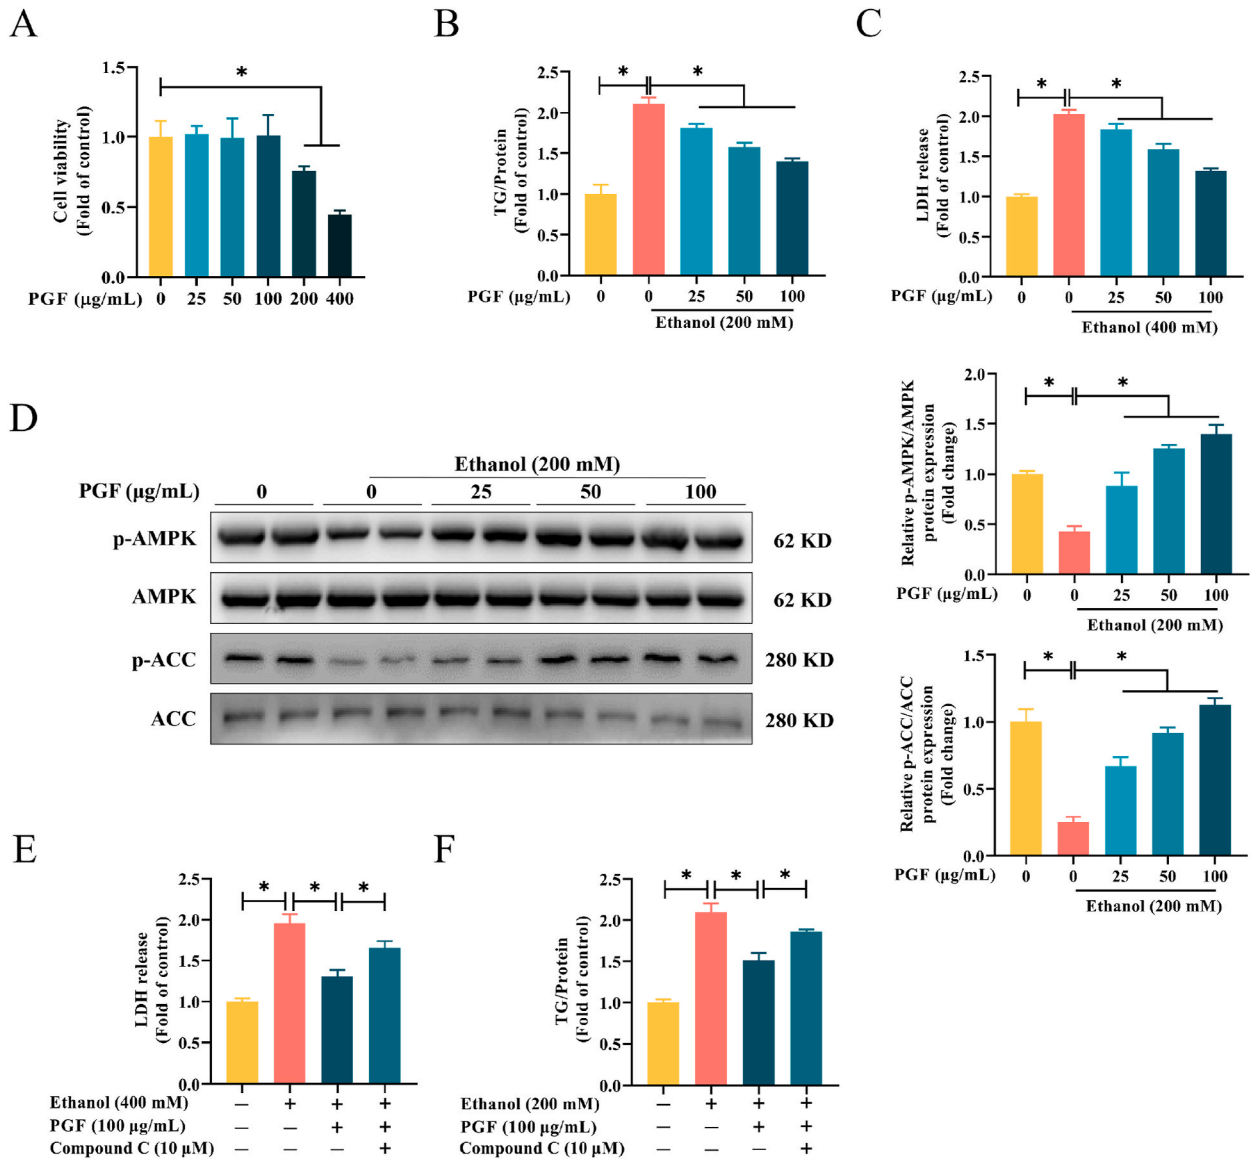 A
Cell viability
(Fold of control)
1.5
1.0
0.5
0.0
*
PGF (μg/mL) 0 25 50 100 200 400
B
TG/Protein
(Fold of control)
2.5
2.0
1.5
1.0
0.5
0.0
* *
PGF (μg/mL) 0 0 25 50 100
Ethanol (200 mM)
C
LDH release
(Fold of control)
2.5
2.0
1.5
1.0
0.5
0.0
* *
PGF (μg/mL) 0 0 25 50 100
Ethanol (400 mM)
D
Ethanol (200 mM)
PGF (μg/mL) 0 0 25 50 100
p-AMPK 62 KD
AMPK 62 KD
p-ACC 280 KD
ACC 280 KD
Relative p-AMPK/AMPK
protein expression
(Fold change)
2.0
1.5
1.0
0.5
0.0
* *
PGF (μg/mL) 0 0 25 50 100
Ethanol (200 mM)
Relative p-ACC/ACC
protein expression
(Fold change)
1.5
1.0
0.5
0.0
* *
PGF (μg/mL) 0 0 25 50 100
Ethanol (200 mM)
E
LDH release
(Fold of control)
2.5
2.0
1.5
1.0
0.5
0.0
* * *
Ethanol (400 mM) — + + +
PGF (100 μg/mL) — — + +
Compound C (10 μM) — — — +
F
TG/Protein
(Fold of control)
2.5
2.0
1.5
1.0
0.5
0.0
* * *
Ethanol (200 mM) — + + +
PGF (100 μg/mL) — — + +
Compound C (10 μM) — — — +